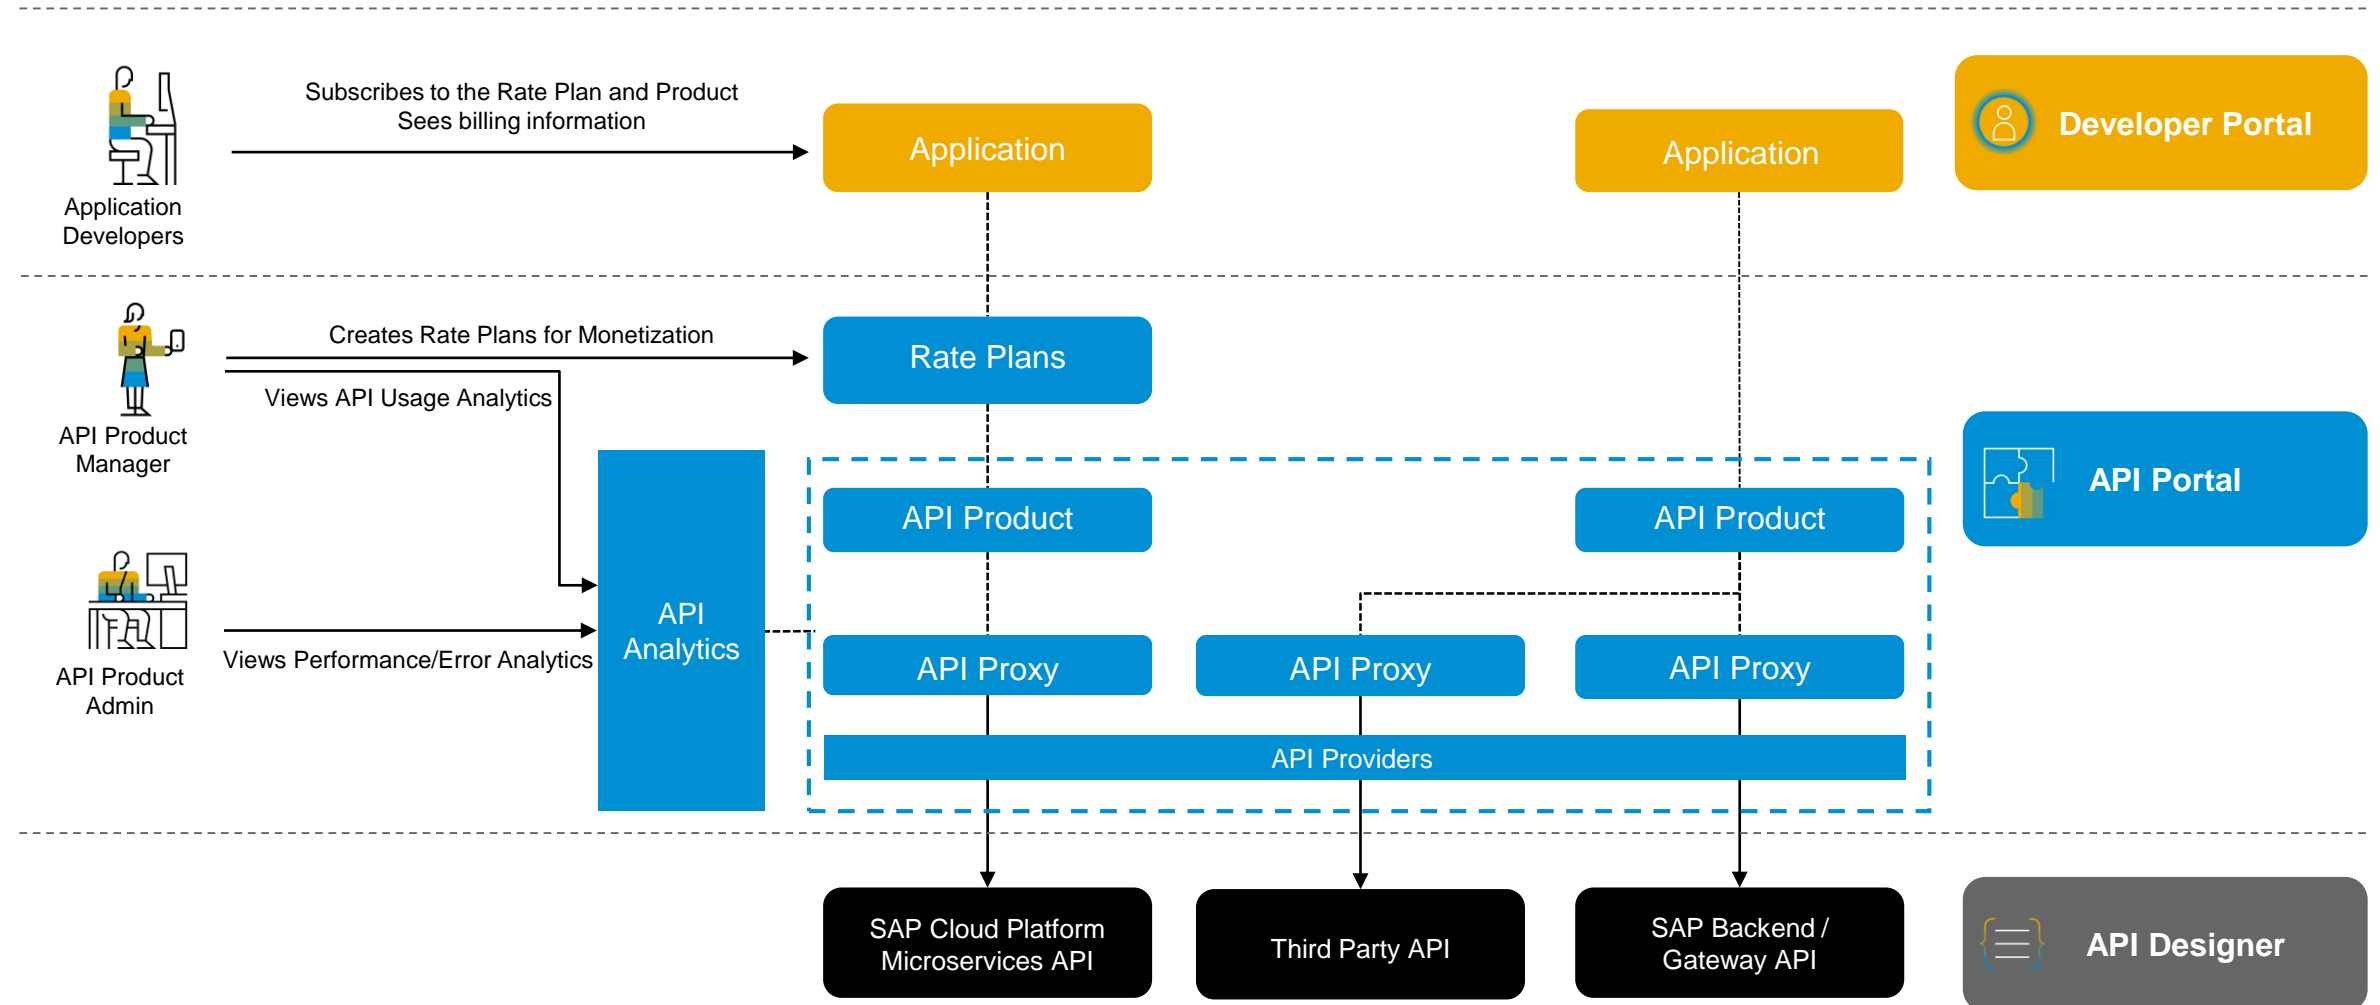 Subscribes to the Rate Plan and Product
Sees billing information
Application
Application
Developer Portal
Application
Developers
Creates Rate Plans for Monetization
Rate Plans
Views API Usage Analytics
API Product
Manager
API Portal
API Product
API Product
API
Analytics
Views Performance/Error Analytics
API Proxy
API Proxy
API Proxy
API Product
Admin
API Providers
SAP Cloud Platform
Microservices API
Third Party API
SAP Backend /
Gateway API
API Designer